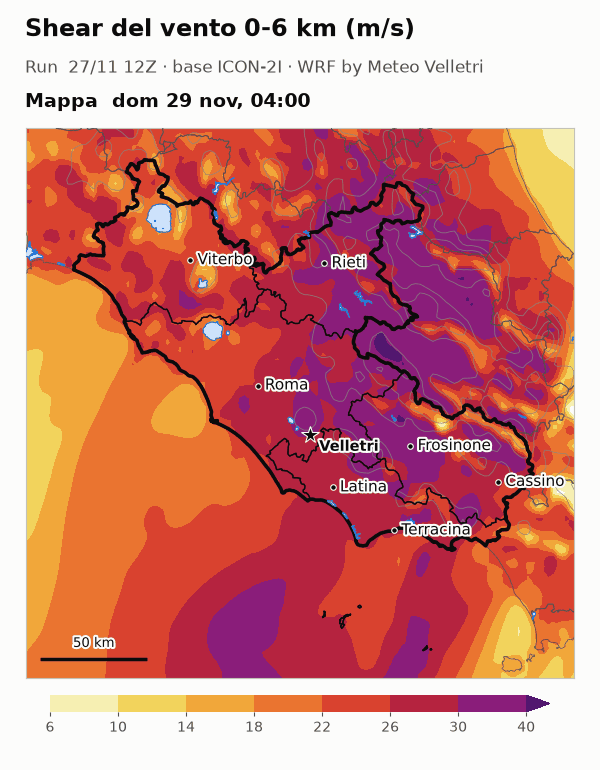 Shear del vento 0-6 km (m/s)
Run  27/11 12Z · base ICON-2I · WRF by Meteo Velletri
Mappa  dom 29 nov, 04:00
Viterbo
Rieti
Roma
Velletri
Frosinone
Latina
Cassino
Terracina
50 km
6 10 14 18 22 26 30 40